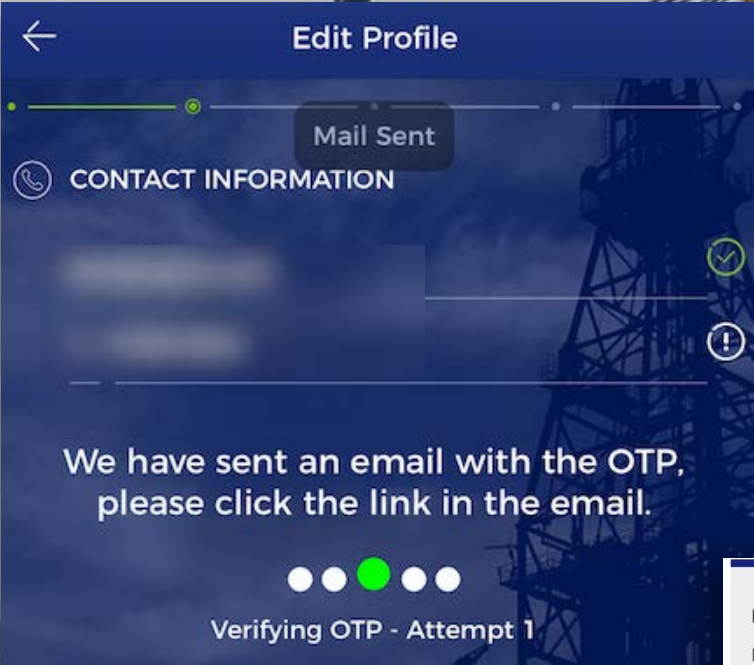 Edit Profile
Mail Sent
CONTACT INFORMATION
We have sent an email with the OTP,
please click the link in the email.
Verifying OTP - Attempt 1